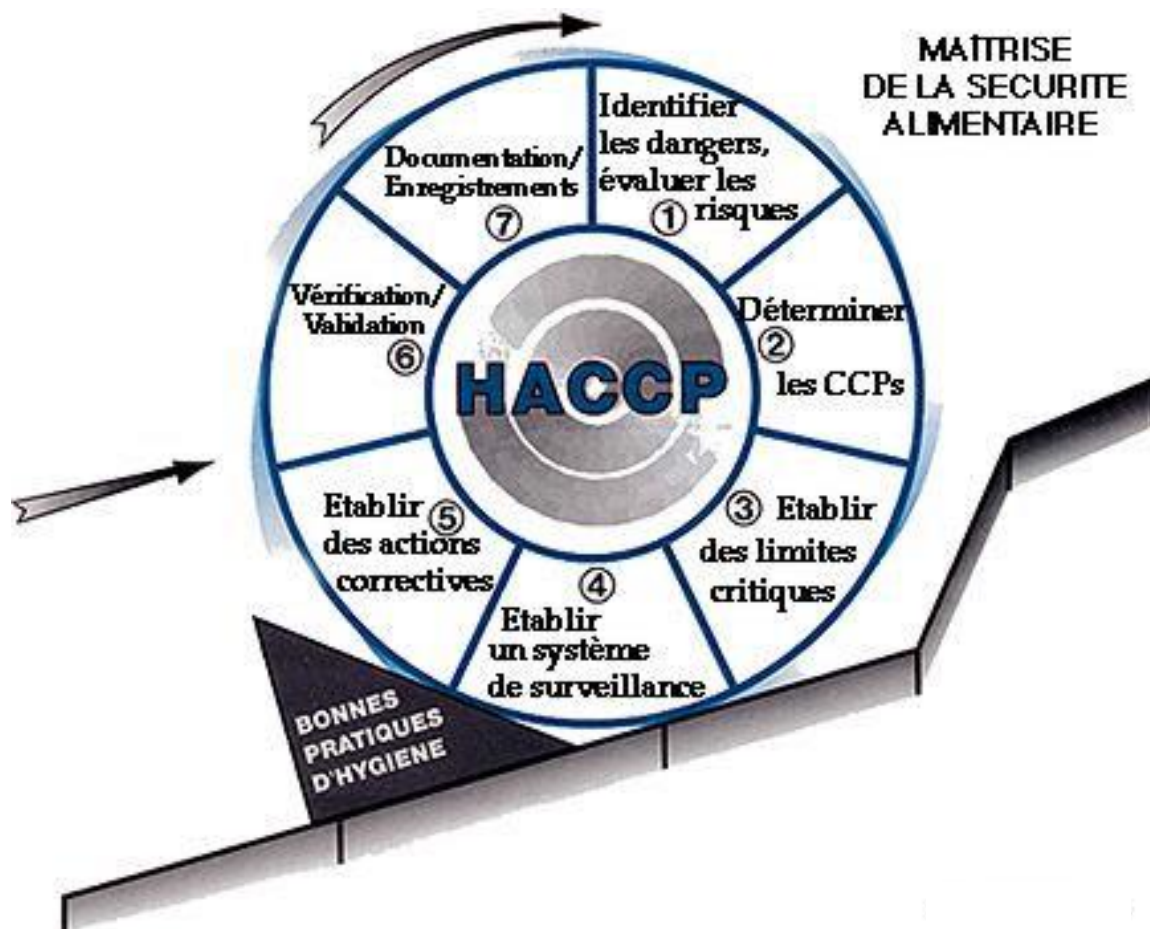 MAÎTRISE
DE LA SECURITE
ALIMENTAIRE
Identifier
les dangers,
évaluer les
risques
①
Déterminer
②
les CCPs
③ Etablir
des limites
critiques
④
Etablir
un système
de surveillance
Etablir ⑤
des actions
correctives
Vérification/
Validation
⑥
Documentation/
Enregistrements
⑦
HACCP
BONNES
PRATIQUES
D'HYGIENE